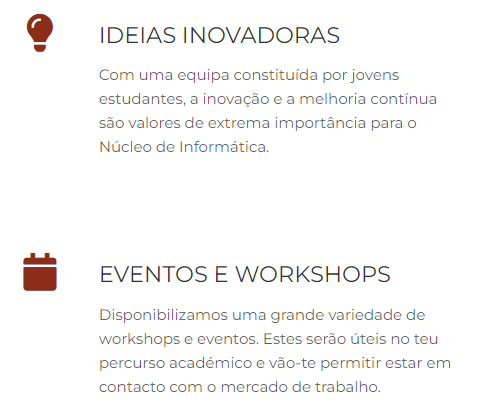 IDEIAS INOVADORAS
Com uma equipa constituída por jovens
estudantes, a inovação e a melhoria contínua
são valores de extrema importância para o
Núcleo de Informática.
EVENTOS E WORKSHOPS
Disponibilizamos uma grande variedade de
workshops e eventos. Estes serão úteis no teu
percurso académico e vão-te permitir estar em
contacto com o mercado de trabalho.